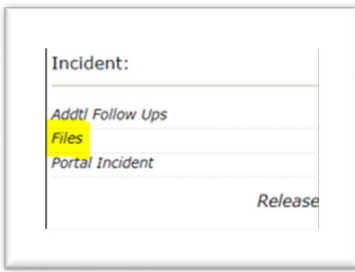 Incident:
Addtl Follow Ups
Files
Portal Incident
Release